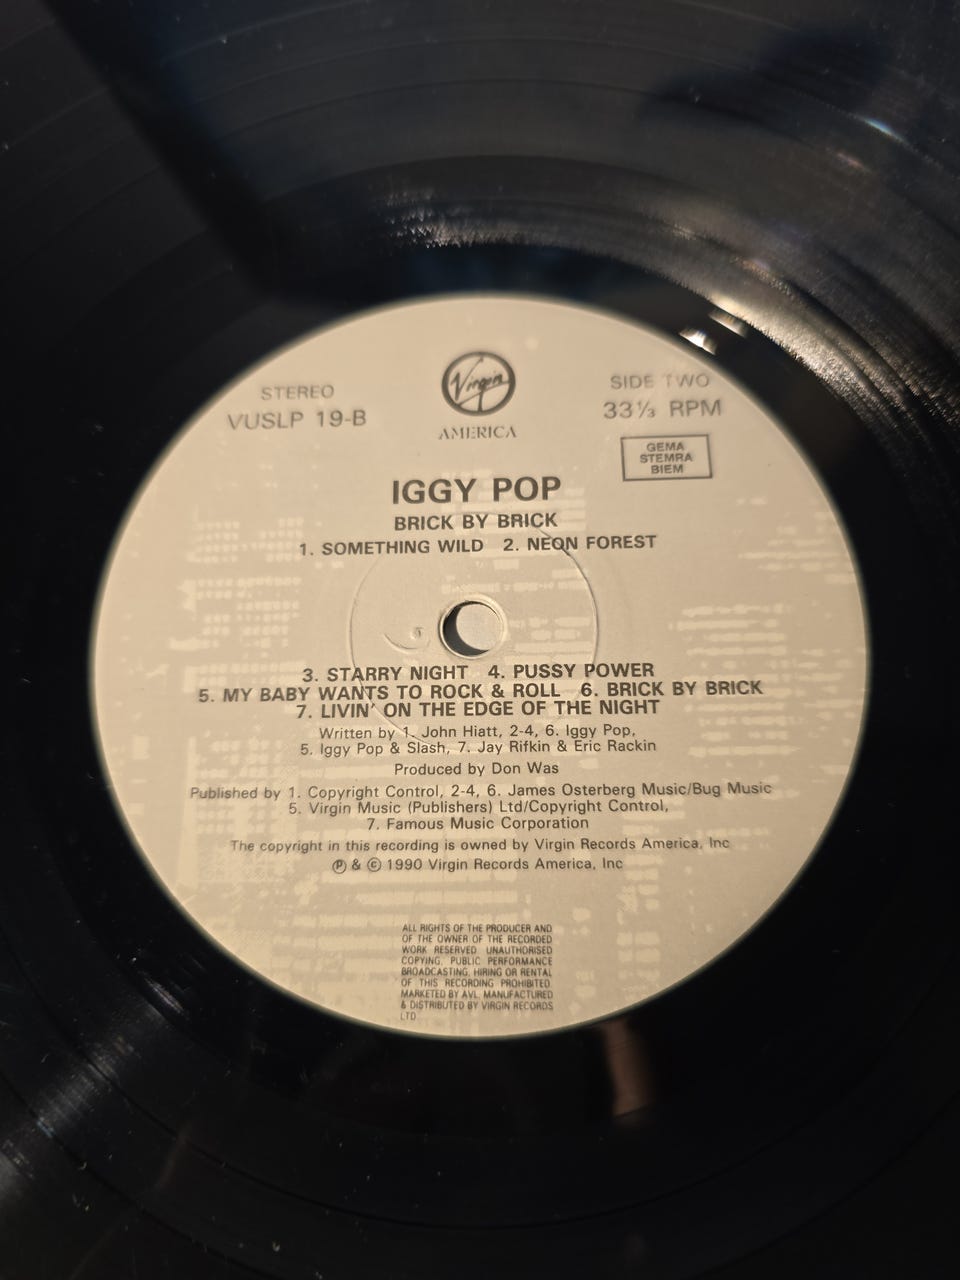 STEREO
VUSLP 19-B
Virgin
AMERICA
SIDE TWO
33⅓ RPM
GEMA
STEMRA
BIEM
IGGY POP
BRICK BY BRICK
1. SOMETHING WILD 2. NEON FOREST
3. STARRY NIGHT 4. PUSSY POWER
5. MY BABY WANTS TO ROCK & ROLL 6. BRICK BY BRICK
7. LIVIN' ON THE EDGE OF THE NIGHT
Written by 1. John Hiatt, 2-4, 6. Iggy Pop,
5. Iggy Pop & Slash, 7. Jay Rifkin & Eric Rackin
Produced by Don Was
Published by 1. Copyright Control, 2-4, 6. James Osterberg Music/Bug Music
5. Virgin Music (Publishers) Ltd/Copyright Control,
7. Famous Music Corporation
The copyright in this recording is owned by Virgin Records America, Inc
℗ & © 1990 Virgin Records America, Inc
ALL RIGHTS OF THE PRODUCER AND
OF THE OWNER OF THE RECORDED
WORK RESERVED UNAUTHORISED
COPYING, PUBLIC PERFORMANCE
BROADCASTING, HIRING OR RENTAL
OF THIS RECORDING PROHIBITED.
MARKETED BY AVL. MANUFACTURED
& DISTRIBUTED BY VIRGIN RECORDS
LTD